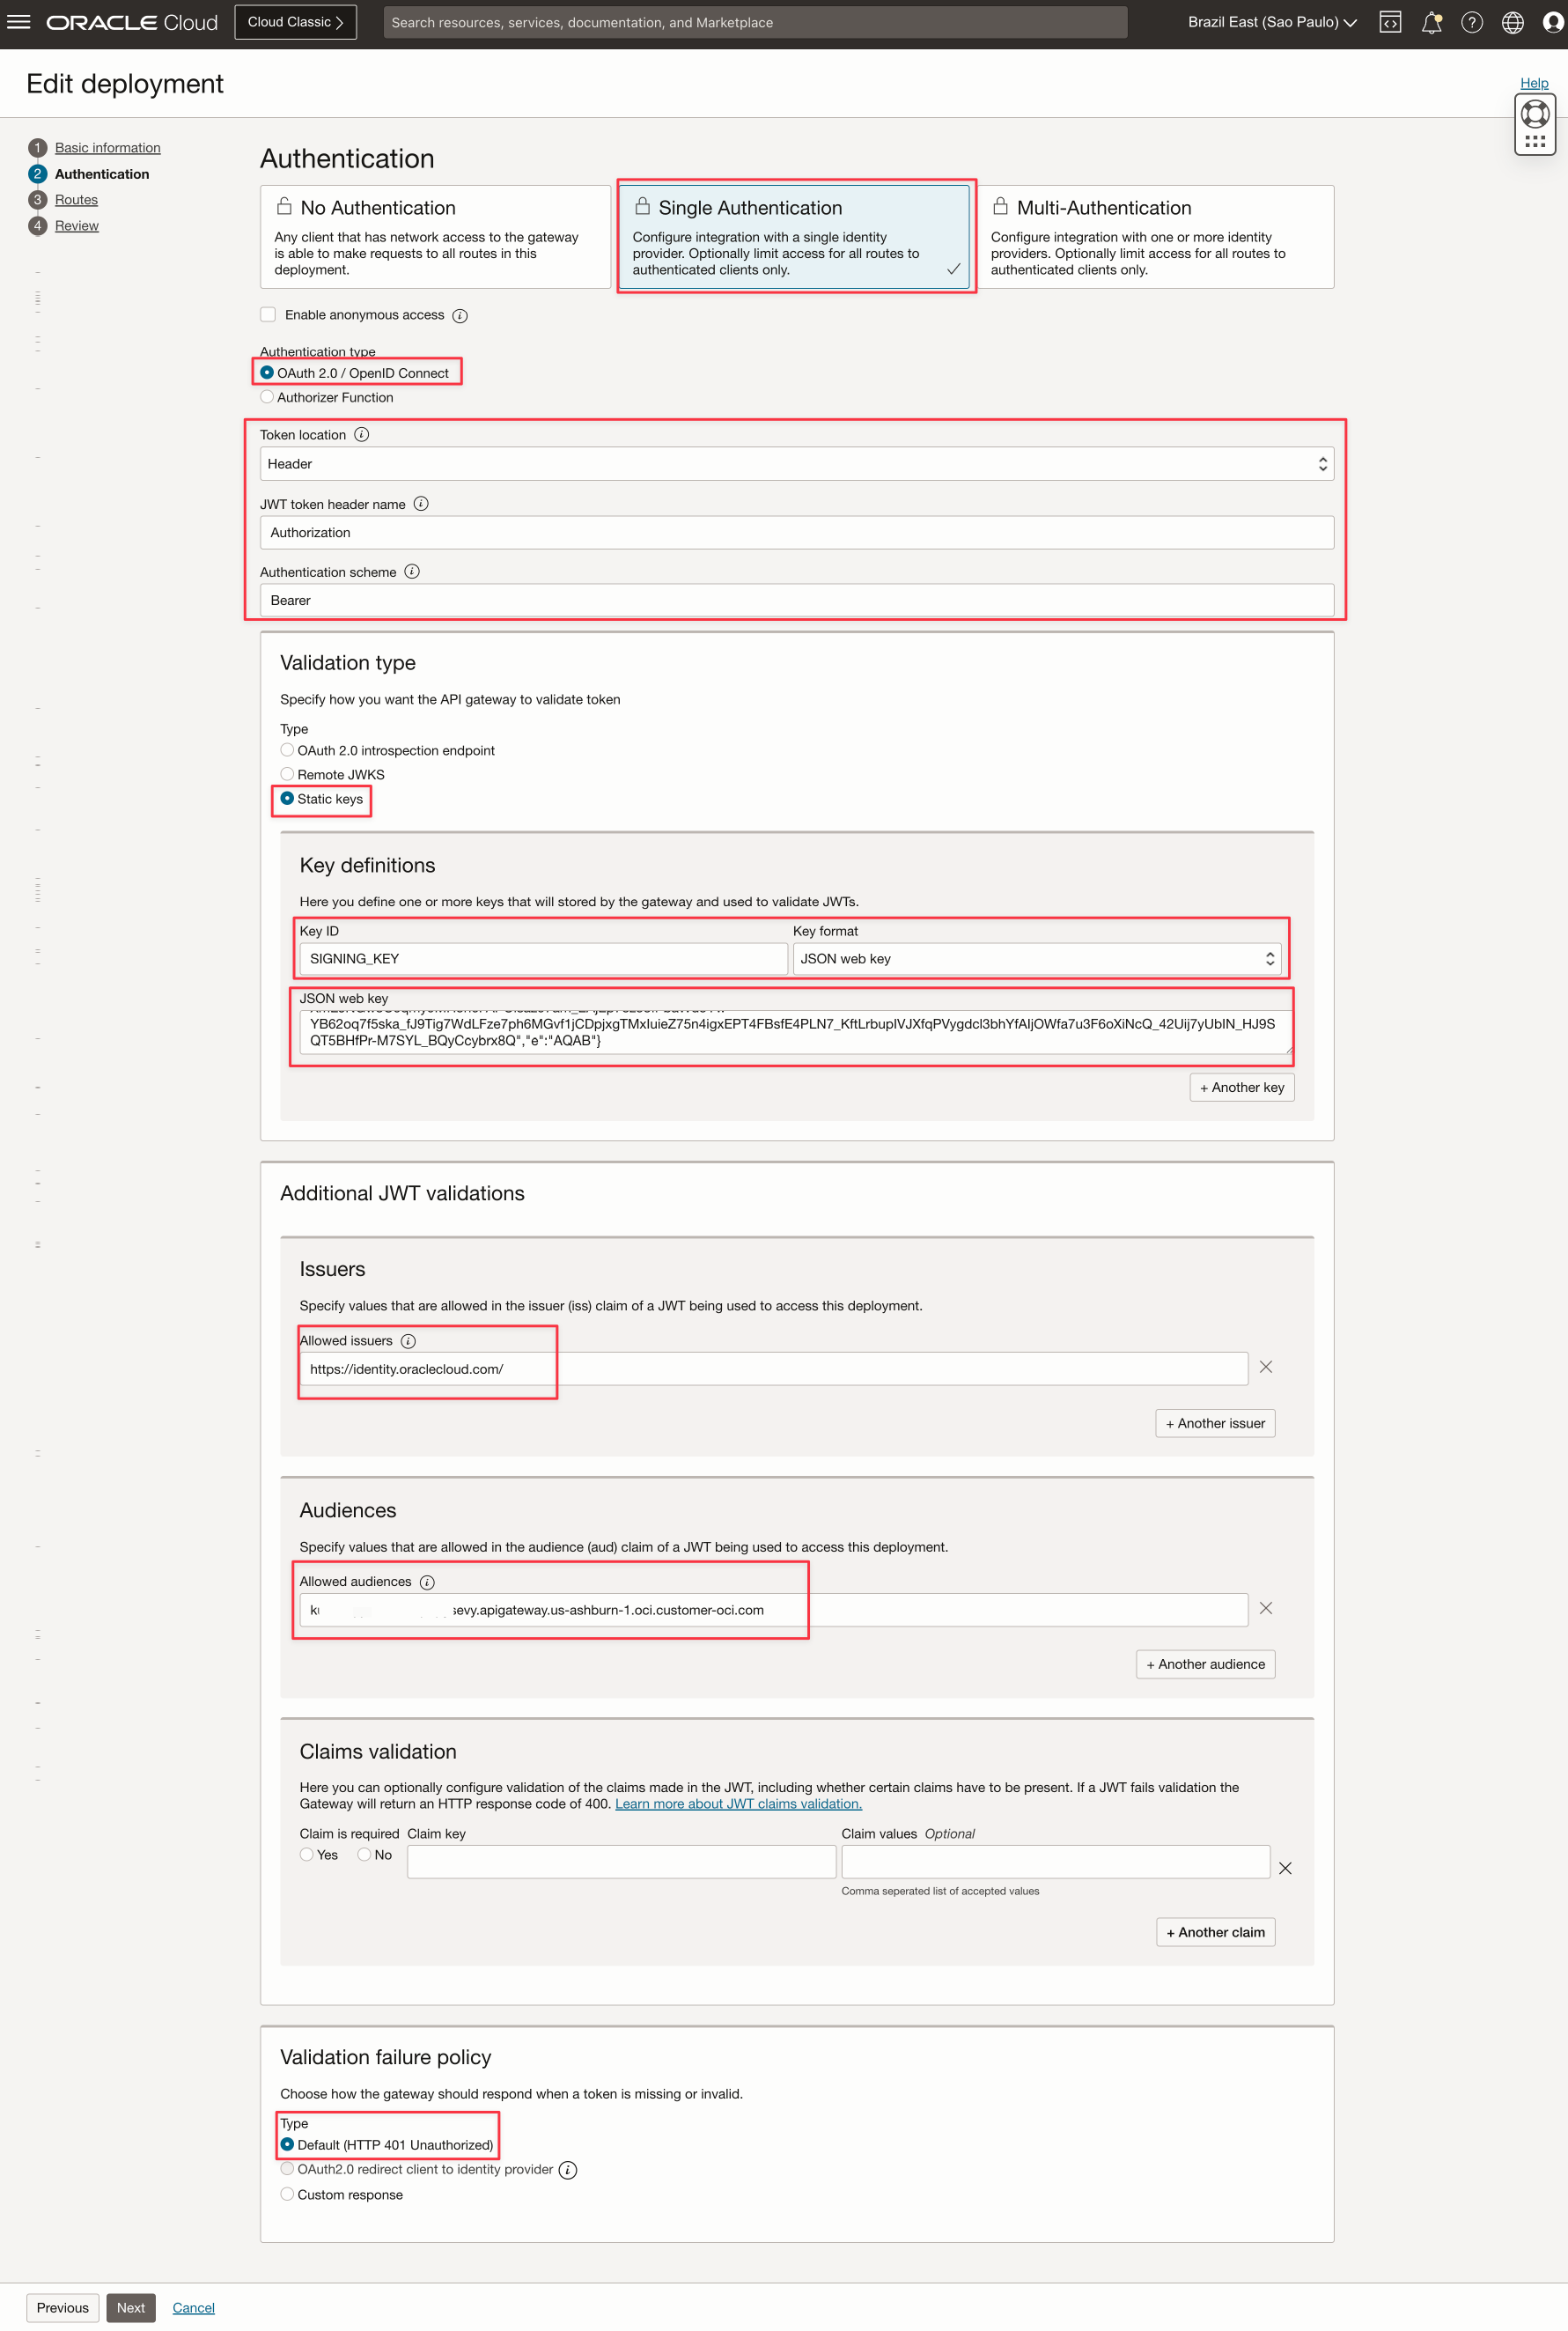 ORACLE Cloud
Cloud Classic
Search resources, services, documentation, and Marketplace
Brazil East (Sao Paulo)
Edit deployment
Help
1 Basic information
2 Authentication
3 Routes
4 Review
Authentication
No Authentication
Any client that has network access to the gateway
is able to make requests to all routes in this
deployment.
Single Authentication
Configure integration with a single identity
provider. Optionally limit access for all routes to
authenticated clients only.
Multi-Authentication
Configure integration with one or more identity
providers. Optionally limit access for all routes to
authenticated clients only.
Enable anonymous access
Authentication type
OAuth 2.0 / OpenID Connect
Authorizer Function
Token location
Header
JWT token header name
Authorization
Authentication scheme
Bearer
Validation type
Specify how you want the API gateway to validate token
Type
OAuth 2.0 introspection endpoint
Remote JWKS
Static keys
Key definitions
Here you define one or more keys that will stored by the gateway and used to validate JWTs.
Key ID
Key format
SIGNING_KEY
JSON web key
JSON web key
QT5BHfPr-M7SYL_BQyCcybrx8Q","e":"AQAB"}
+ Another key
Additional JWT validations
Issuers
Specify values that are allowed in the issuer (iss) claim of a JWT being used to access this deployment.
Allowed issuers
https://identity.oraclecloud.com/
+ Another issuer
Audiences
Specify values that are allowed in the audience (aud) claim of a JWT being used to access this deployment.
Allowed audiences
sevy.apigateway.us-ashburn-1.oci.customer-oci.com
+ Another audience
Claims validation
Here you can optionally configure validation of the claims made in the JWT, including whether certain claims have to be present. If a JWT fails validation the
Gateway will return an HTTP response code of 400. Learn more about JWT claims validation.
Claim is required Claim key
Claim values Optional
Yes No
Comma seperated list of accepted values
+ Another claim
Validation failure policy
Choose how the gateway should respond when a token is missing or invalid.
Type
Default (HTTP 401 Unauthorized)
OAuth2.0 redirect client to identity provider
Custom response
Previous
Next
Cancel